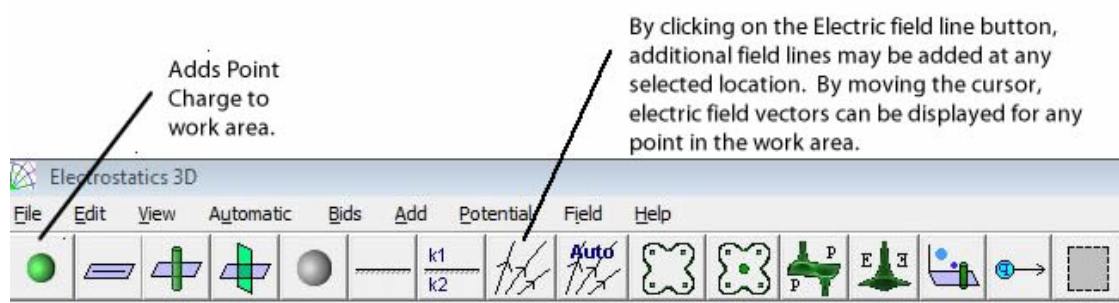 By clicking on the Electric field line button,
additional field lines may be added at any
selected location. By moving the cursor,
electric field vectors can be displayed for any
point in the work area.
Adds Point
Charge to
work area.
Electrostatics 3D
File Edit View Automatic Bids Add Potential Field Help
k1
k2
Auto
P
P
E E
q